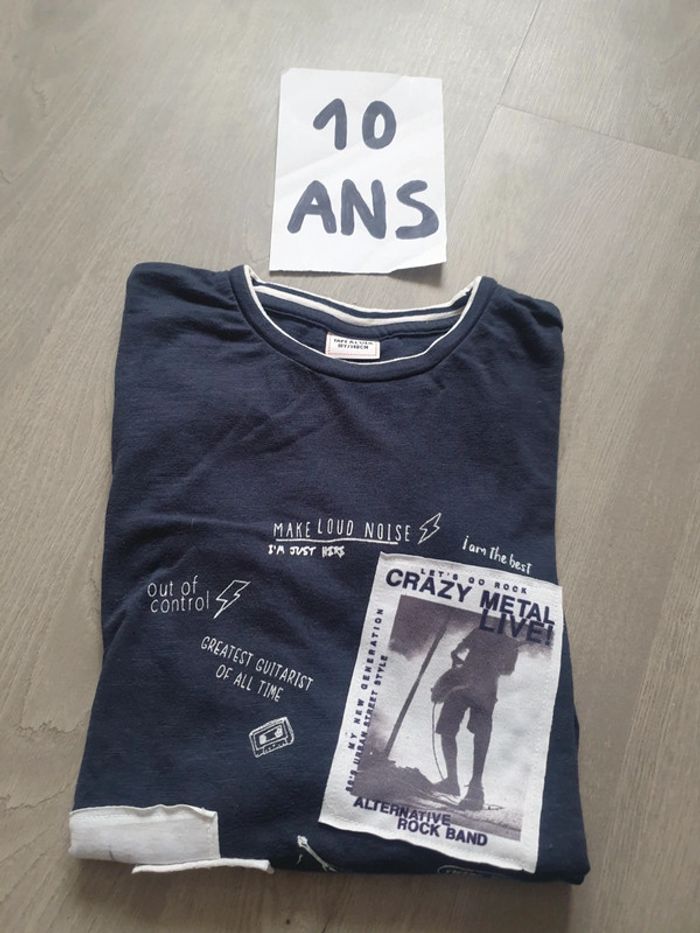 10
ANS
MAKE LOUD NOISE
I'M JUST HERE
i am the best
out of
control
GREATEST GUITARIST
OF ALL TIME
LET'S GO ROCK
CRAZY METAL
LIVE!
MY NEW GENERATION
URBAN STREET STYLE
ALTERNATIVE
ROCK BAND